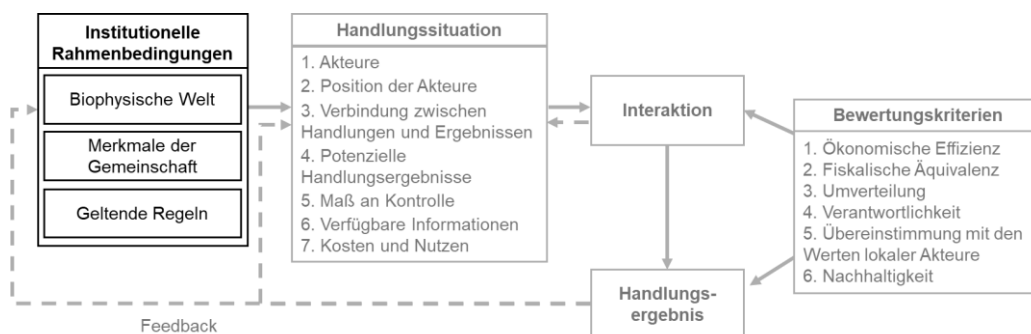 Institutionelle
Rahmenbedingungen
Biophysische Welt
Merkmale der
Gemeinschaft
Geltende Regeln
Handlungssituation
1. Akteure
2. Position der Akteure
3. Verbindung zwischen
Handlungen und Ergebnissen
4. Potenzielle
Handlungsergebnisse
5. Maß an Kontrolle
6. Verfügbare Informationen
7. Kosten und Nutzen
Interaktion
Handlungs-
ergebnis
Bewertungskriterien
1. Ökonomische Effizienz
2. Fiskalische Äquivalenz
3. Umverteilung
4. Verantwortlichkeit
5. Übereinstimmung mit den
Werten lokaler Akteure
6. Nachhaltigkeit
Feedback